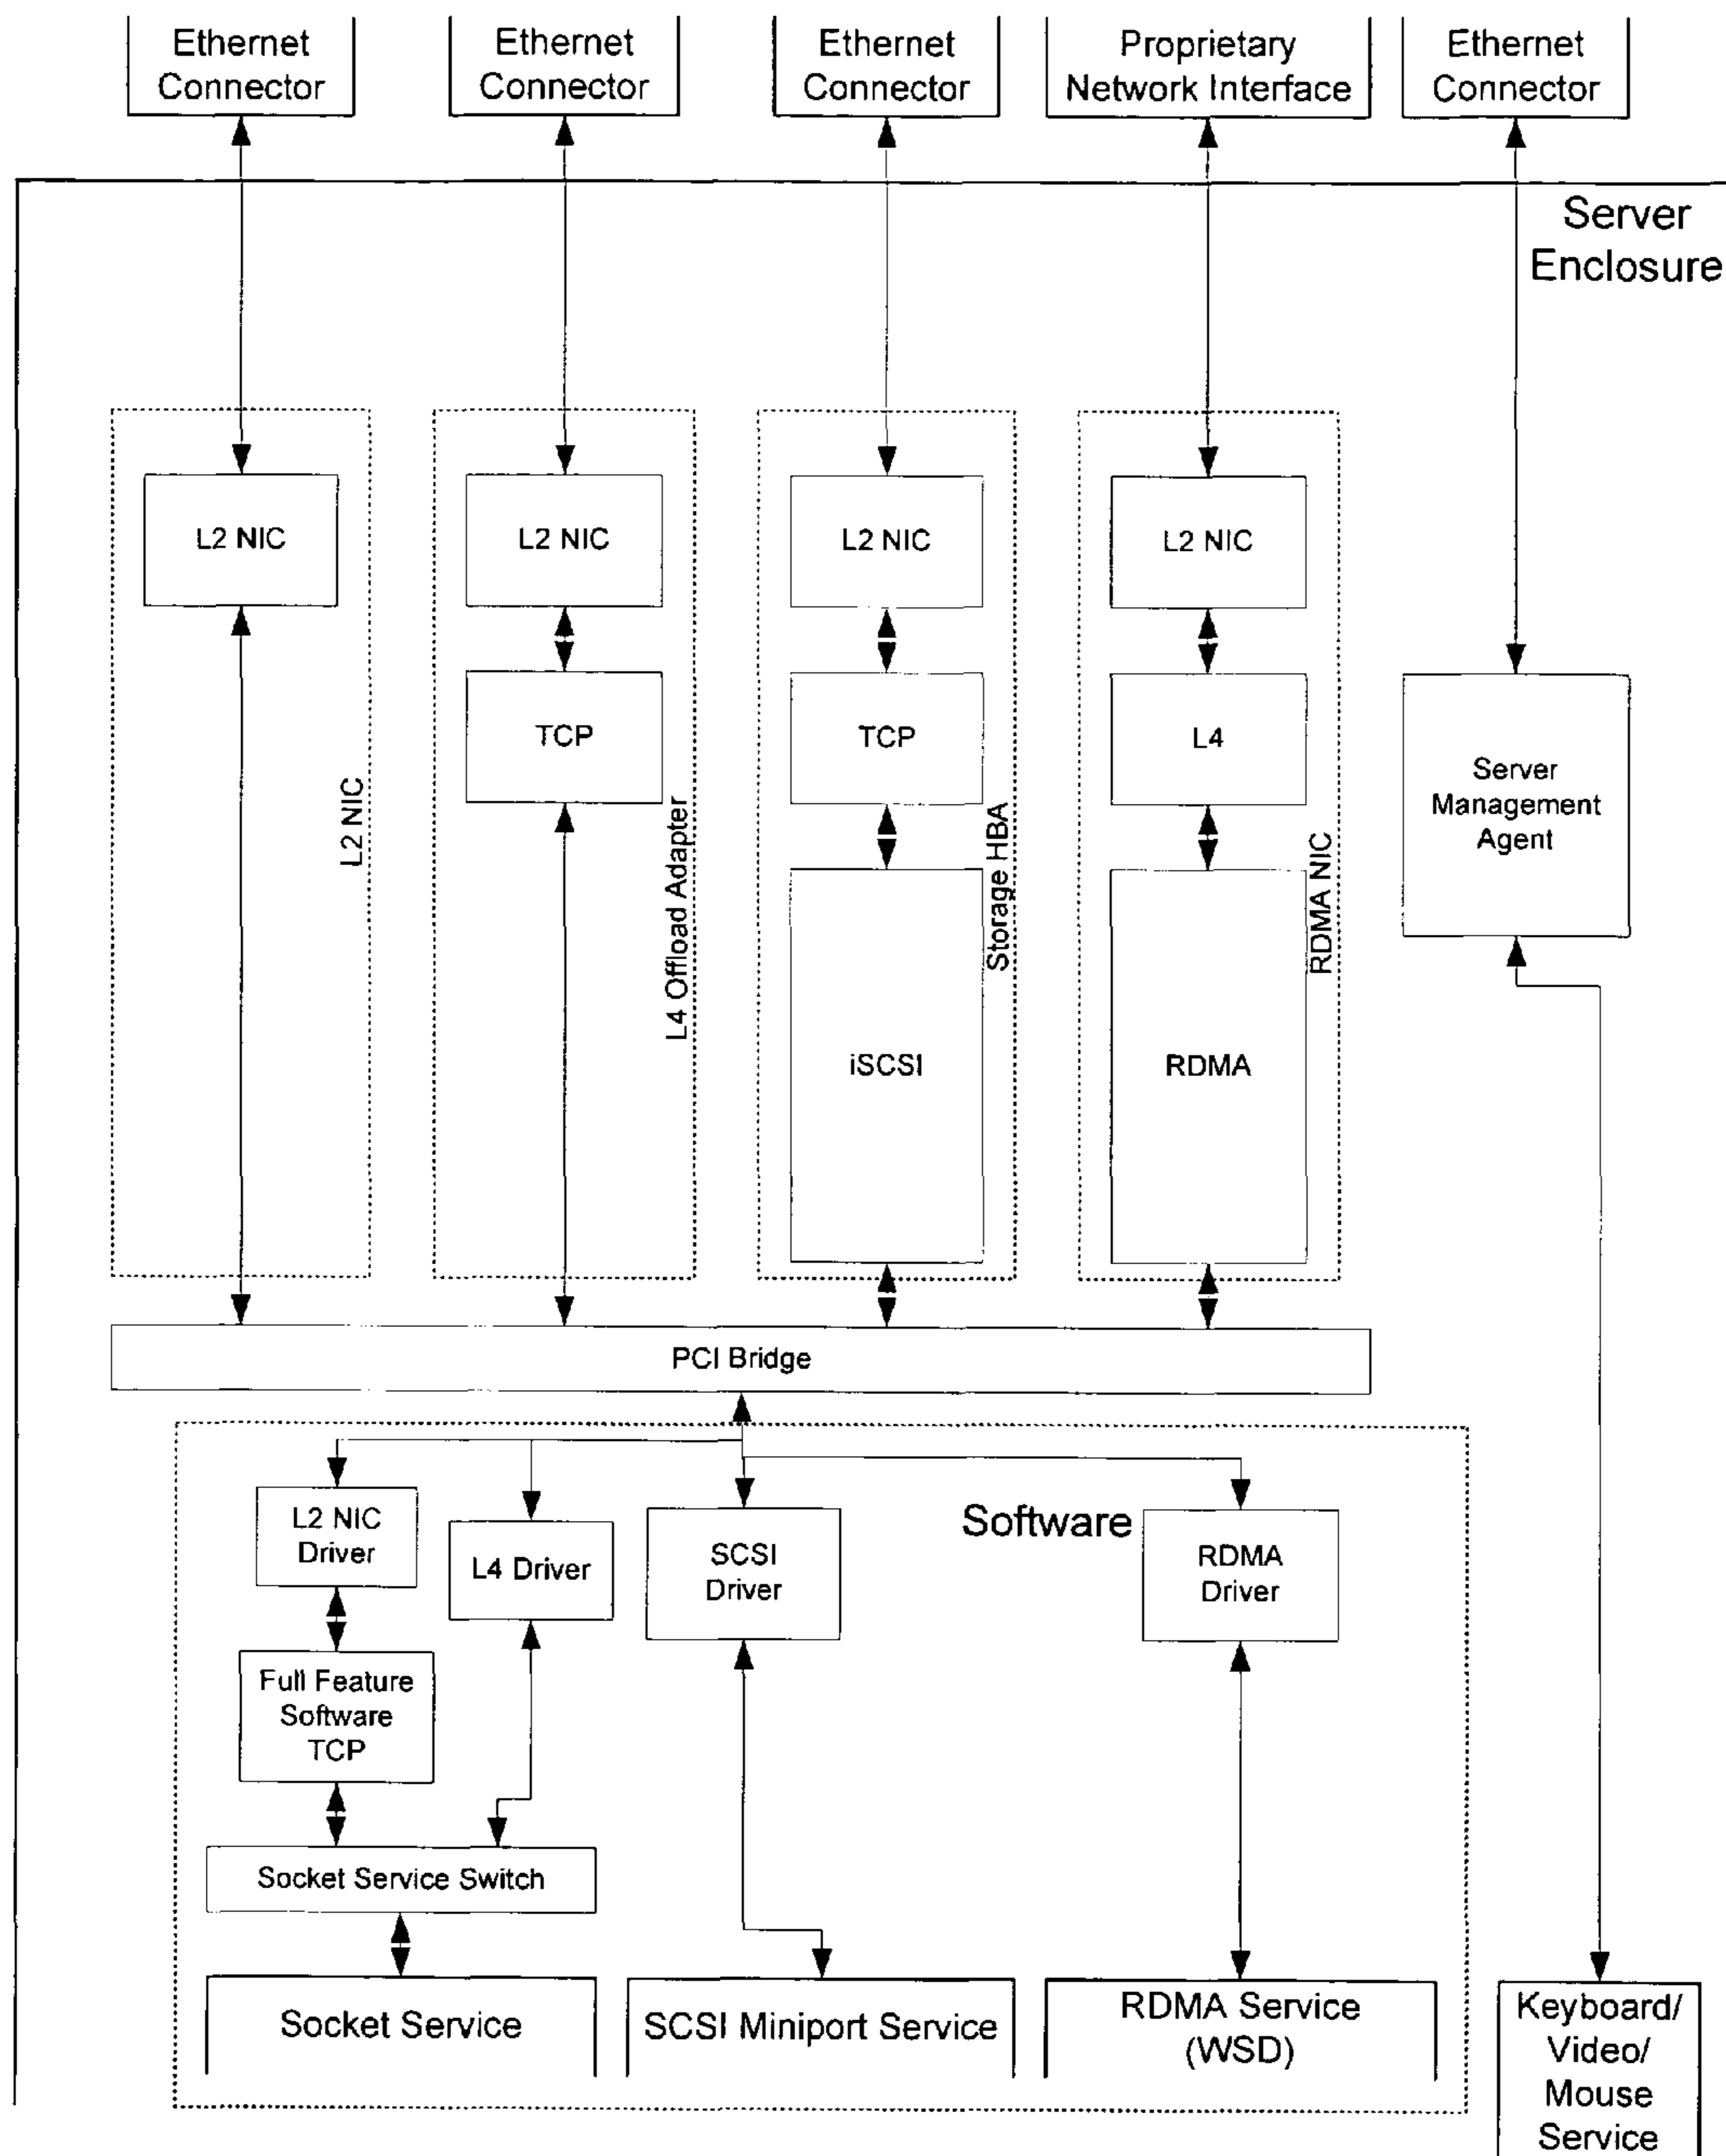 Ethernet
Connector
Ethernet
Connector
Ethernet
Connector
Proprietary
Network Interface
Ethernet
Connector
Server
Enclosure
L2 NIC
L2 NIC
L2 NIC
L2 NIC
TCP
TCP
L4
Server
Management
Agent
L2 NIC
L4 Offload Adapter
Storage HBA
RDMA NIC
iSCSI
RDMA
PCI Bridge
Software
L2 NIC
Driver
L4 Driver
SCSI
Driver
RDMA
Driver
Full Feature
Software
TCP
Socket Service Switch
Socket Service
SCSI Miniport Service
RDMA Service
(WSD)
Keyboard/
Video/
Mouse
Service